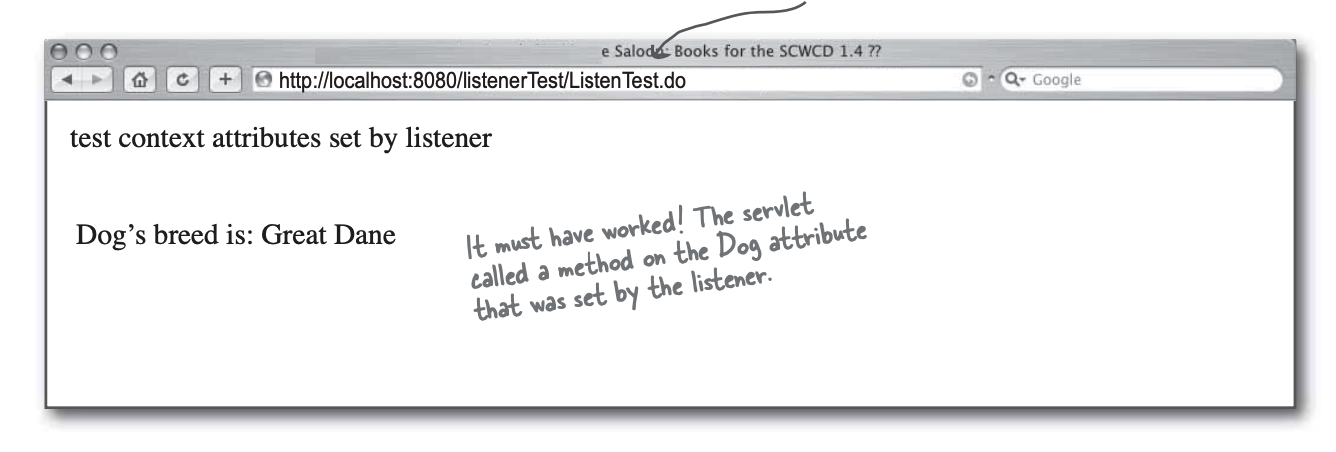 e Salodo: Books for the SCWCD 1.4 ??
http://localhost:8080/listenerTest/ListenTest.do
Google
test context attributes set by listener
Dog's breed is: Great Dane
It must have worked! The servlet
called a method on the Dog attribute
that was set by the listener.